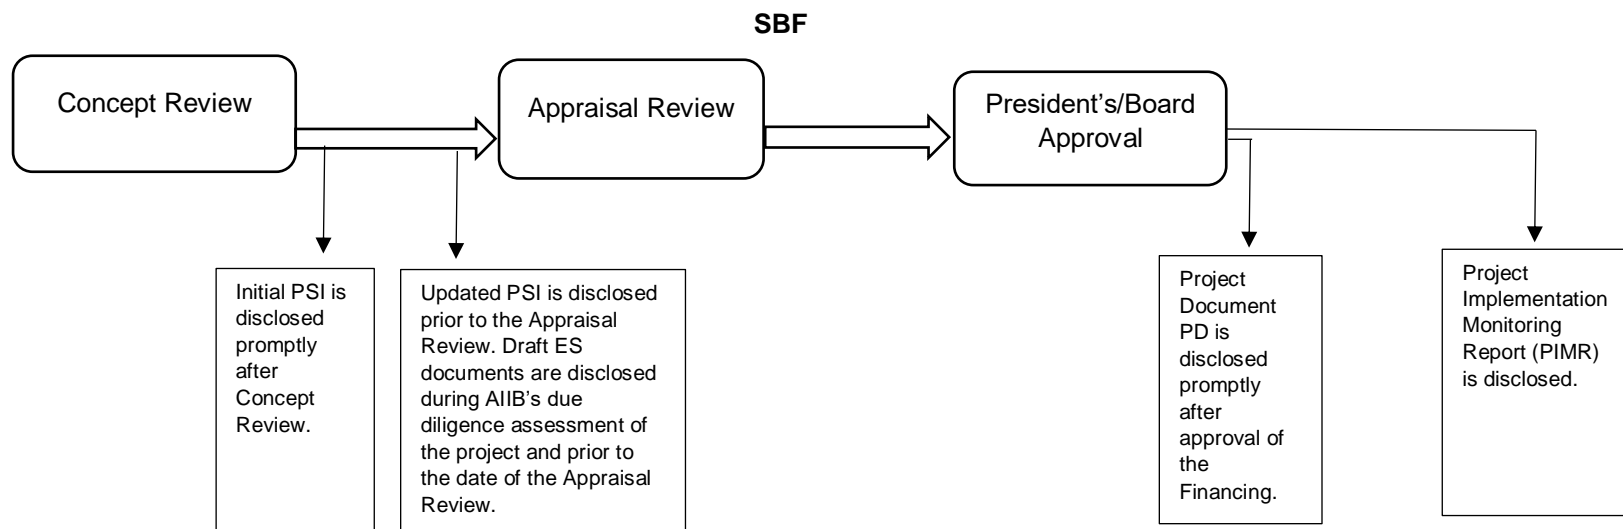 SBF
Concept Review
Appraisal Review
President’s/Board
Approval
Initial PSI is
disclosed
promptly
after
Concept
Review.
Updated PSI is disclosed
prior to the Appraisal
Review. Draft ES
documents are disclosed
during AIIB’s due
diligence assessment of
the project and prior to
the date of the Appraisal
Review.
Project
Document
PD is
disclosed
promptly
after
approval of
the
Financing.
Project
Implementation
Monitoring
Report (PIMR)
is disclosed.